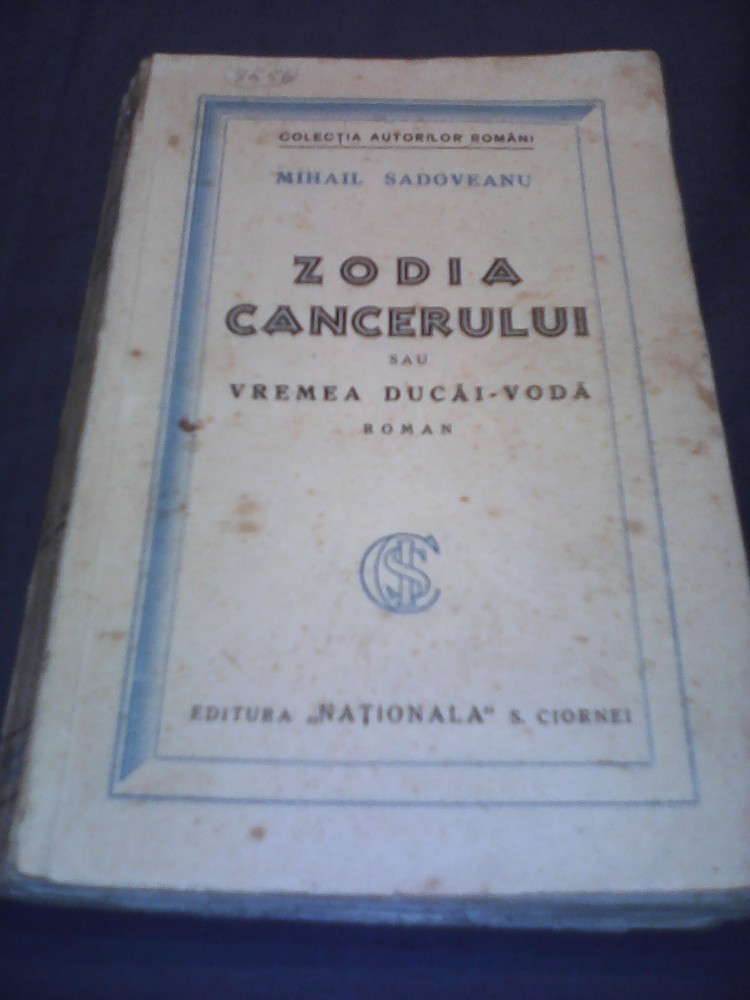 COLECȚIA AUTORILOR ROMÂNI
MIHAIL SADOVEANU
ZODIA
CANCERULUI
SAU
VREMEA DUCĂI-VODĂ
ROMAN
EDITURA „NAȚIONALA" S. CIORNEI